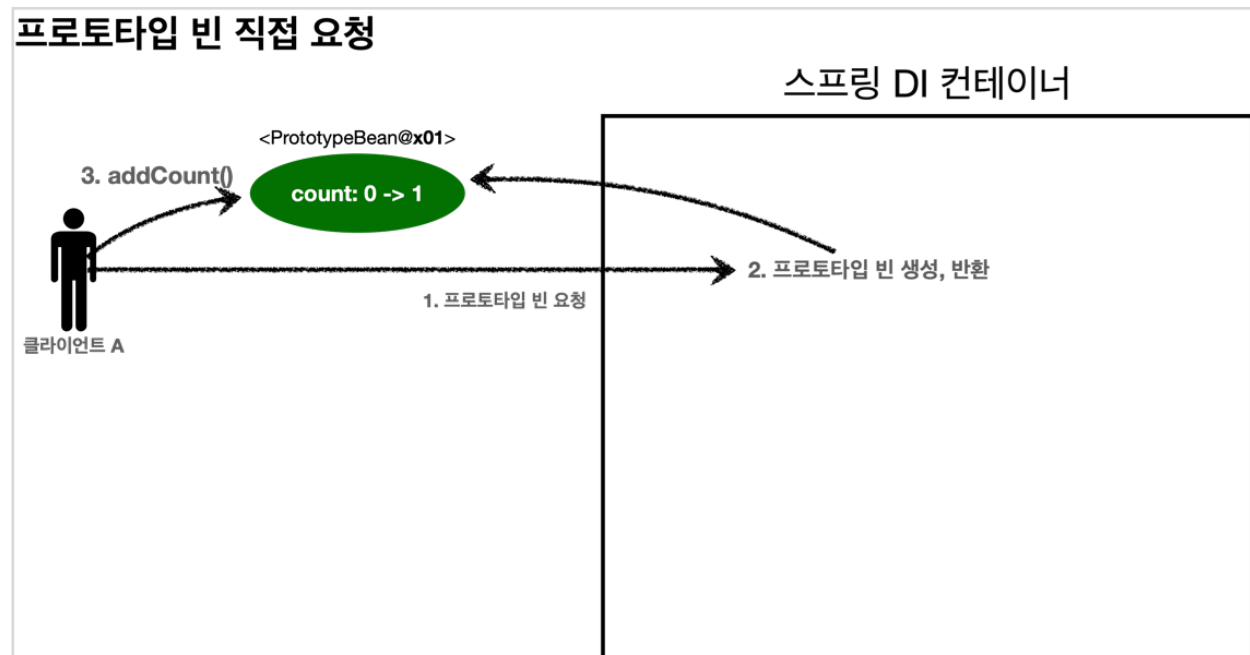 프로토타입 빈 직접 요청
스프링 DI 컨테이너
<PrototypeBean@x01>
3. addCount()
count: 0 -> 1
2. 프로토타입 빈 생성, 반환
1. 프로토타입 빈 요청
클라이언트 A